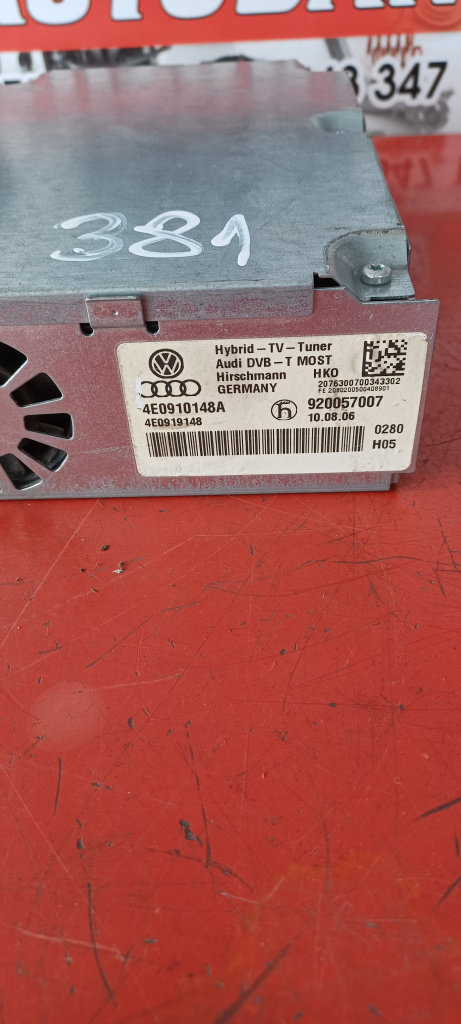 347
381
Hybrid-TV-Tuner
Audi DVB-T MOST
Hirschmann HKO
GERMANY
2076300700343302
4E0910148A
4E0919148
h 920057007
10.08.06
0280
H05